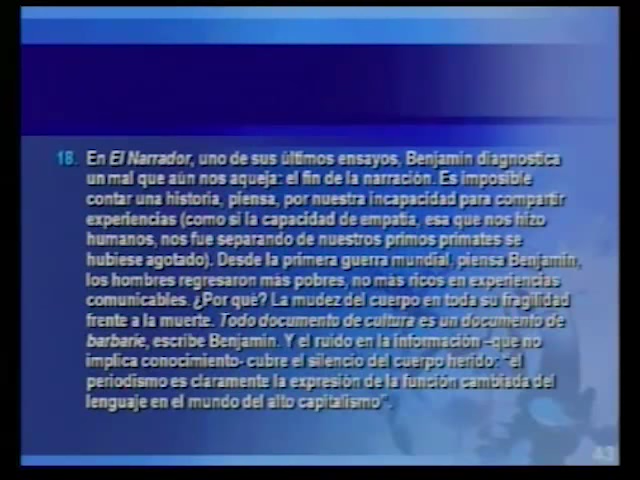 18. En El Narrador, uno de sus últimos ensayos, Benjamin diagnostica
un mal que aún nos aqueja: el fin de la narración. Es imposible
contar una historia, piensa, por nuestra incapacidad para compartir
experiencias (como si la capacidad de empatía, esa que nos hizo
humanos, nos fue separando de nuestros primos primates se
hubiese agotado). Desde la primera guerra mundial, piensa Benjamin,
los hombres regresaron más pobres, no más ricos en experiencias
comunicables. ¿Por qué? La mudez del cuerpo en toda su fragilidad
frente a la muerte. Todo documento de cultura es un documento de
barbarie, escribe Benjamin. Y el ruido en la información –que no
implica conocimiento- cubre el silencio del cuerpo herido: “el
periodismo es claramente la expresión de la función cambiada del
lenguaje en el mundo del alto capitalismo”.
43